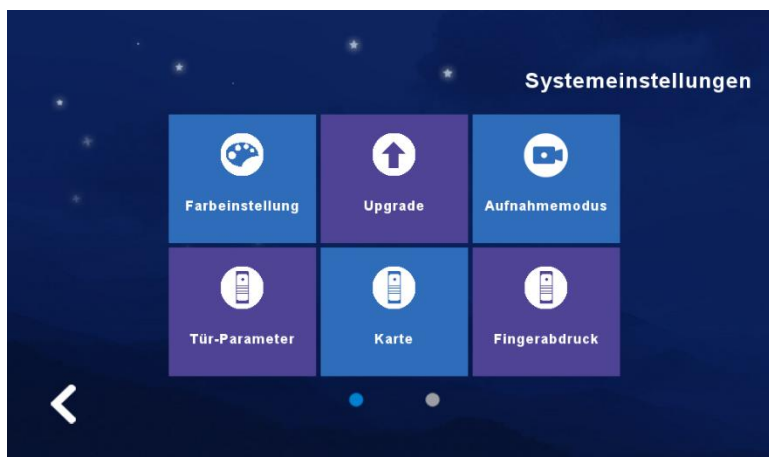 Systemeinstellungen
Farbeinstellung
Upgrade
Aufnahmemodus
Tür-Parameter
Karte
Fingerabdruck